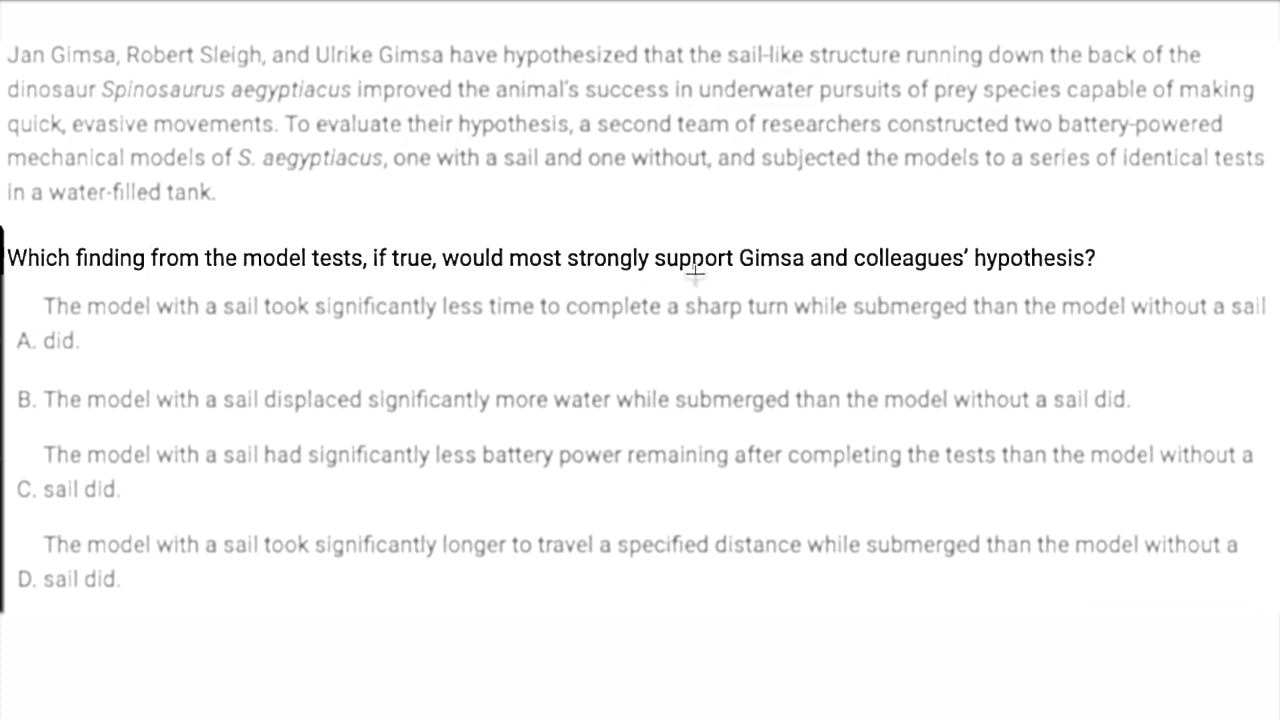 Jan Gimsa, Robert Sleigh, and Ulrike Gimsa have hypothesized that the sail-like structure running down the back of the
dinosaur Spinosaurus aegyptiacus improved the animal's success in underwater pursuits of prey species capable of making
quick, evasive movements. To evaluate their hypothesis, a second team of researchers constructed two battery-powered
mechanical models of S. aegyptiacus, one with a sail and one without, and subjected the models to a series of identical tests
in a water-filled tank.
Which finding from the model tests, if true, would most strongly support Gimsa and colleagues' hypothesis?
The model with a sail took significantly less time to complete a sharp turn while submerged than the model without a sail
A. did.
B. The model with a sail displaced significantly more water while submerged than the model without a sail did.
The model with a sail had significantly less battery power remaining after completing the tests than the model without a
C. sail did.
The model with a sail took significantly longer to travel a specified distance while submerged than the model without a
D. sail did.